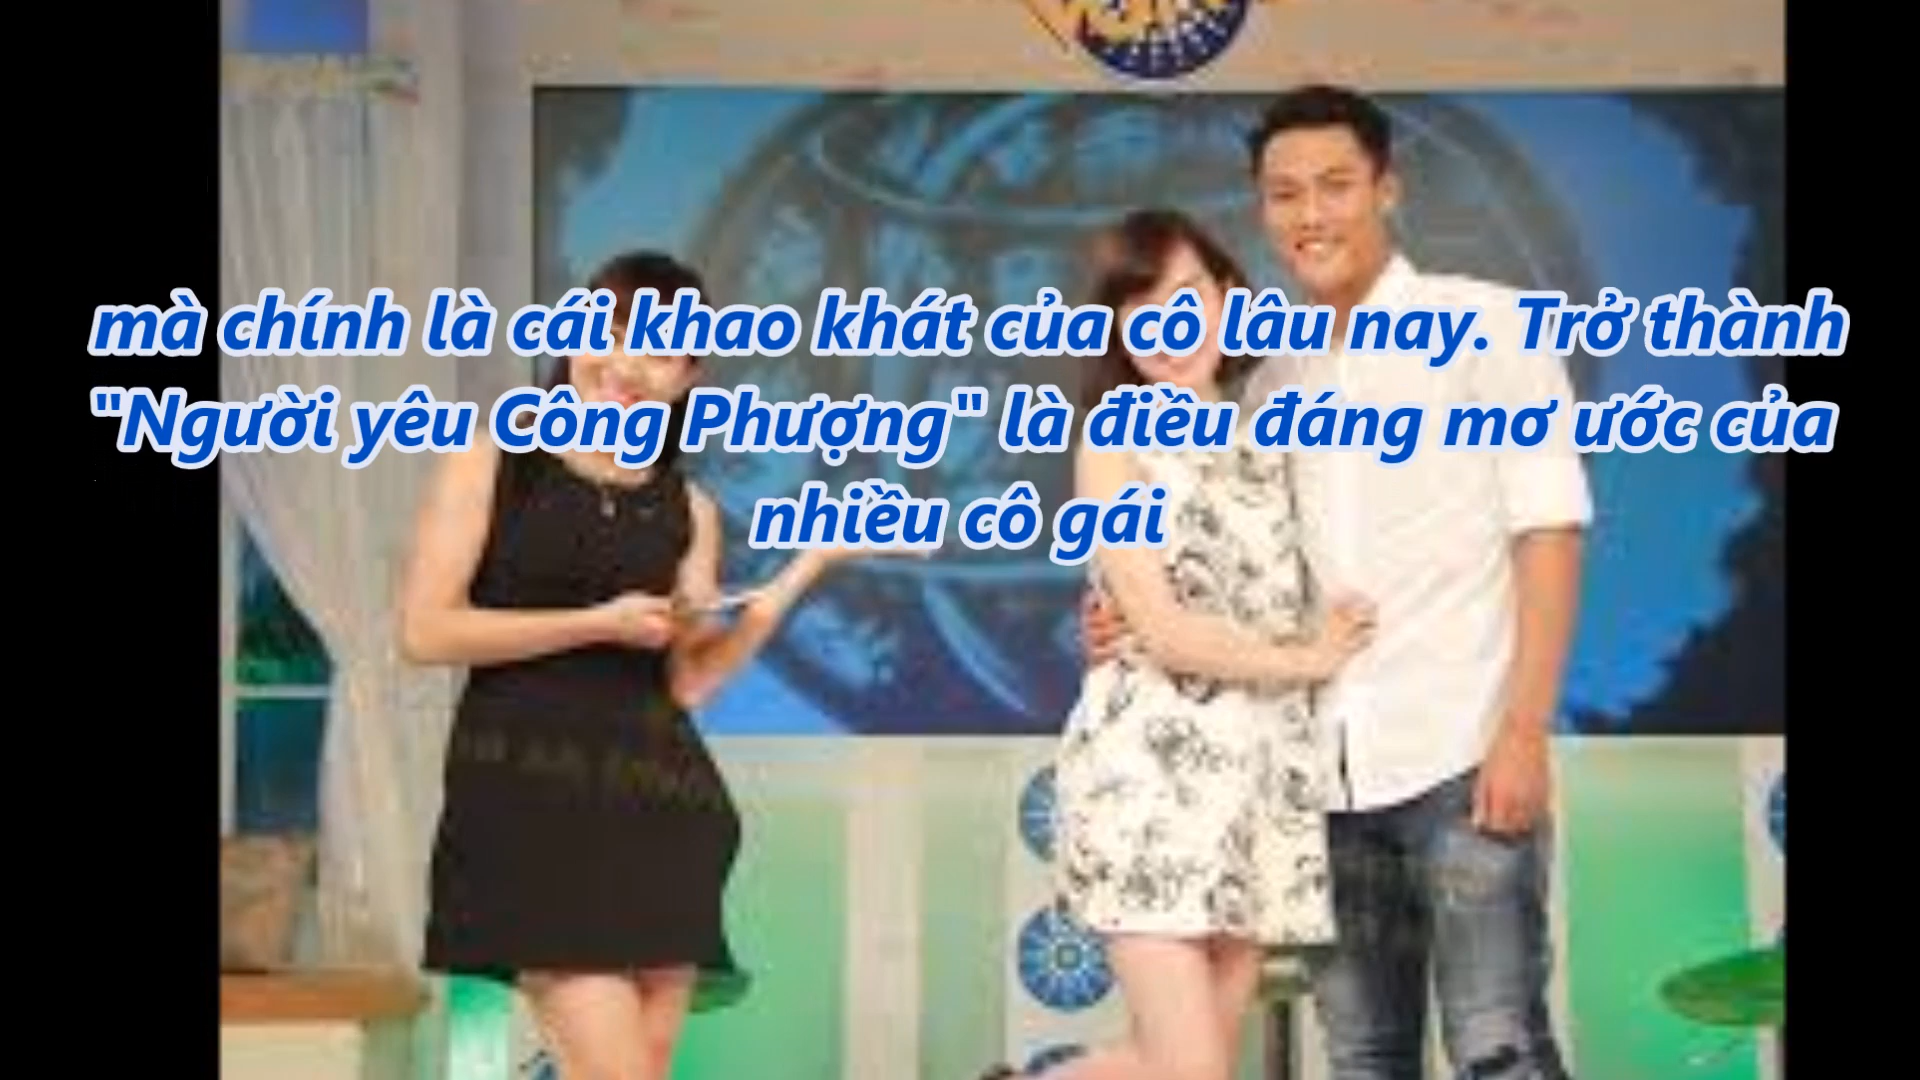 mà chính là cái khao khát của cô lâu nay. Trở thành
"Người yêu Công Phượng" là điều đáng mơ ước của
nhiều cô gái